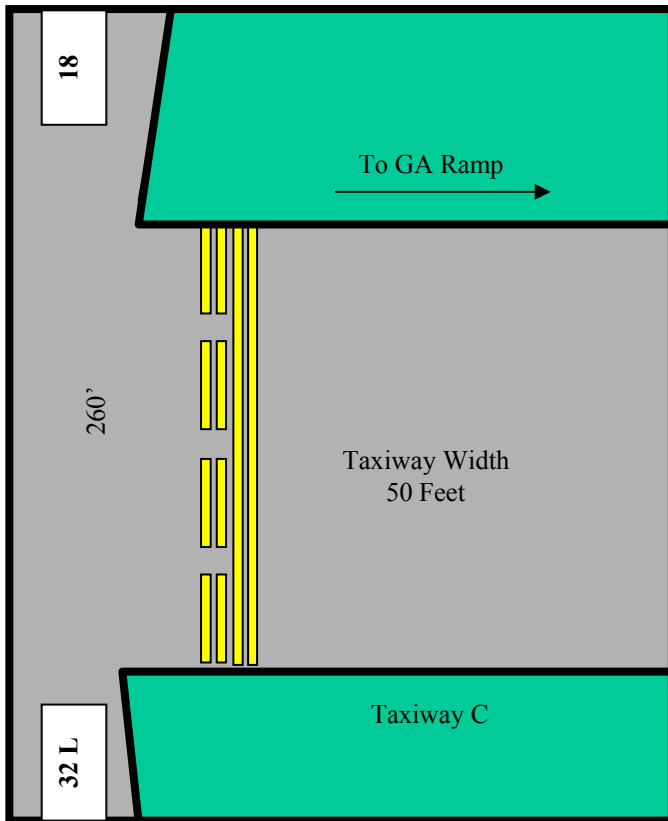 18
To GA Ramp
260’
Taxiway Width
50 Feet
Taxiway C
32 L